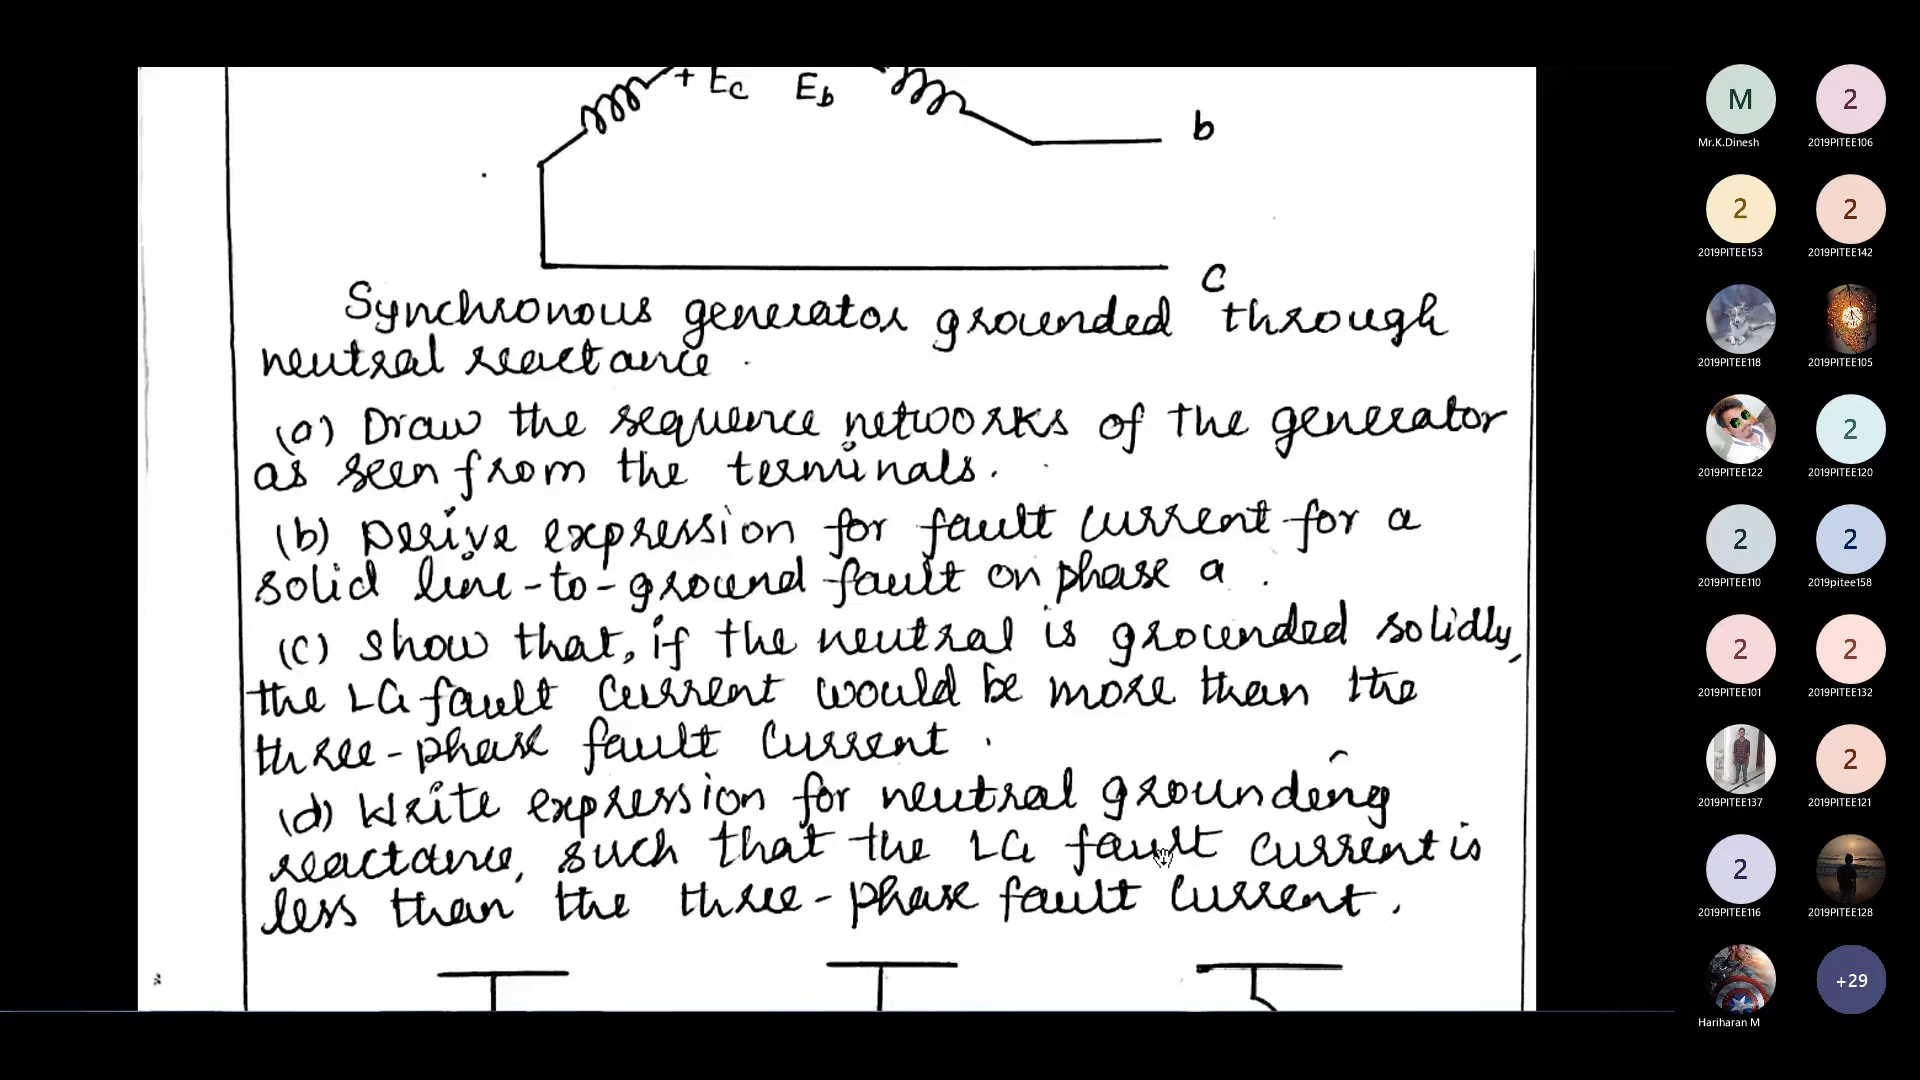 + Ec Eb
b
c
Synchronous generator grounded through
neutral reactance.
(a) Draw the sequence networks of the generator
as seen from the terminals.
(b) Derive expression for fault current for a
solid line-to-ground fault on phase a.
(c) show that, if the neutral is grounded solidly,
the LG fault current would be more than the
three-phase fault current.
(d) Write expression for neutral grounding
reactance, such that the LG fault current is
less than the three-phase fault current.
M 2
Mr.K.Dinesh 2019PITEE106
2 2
2019PITEE153 2019PITEE142
2019PITEE118 2019PITEE105
2
2019PITEE122 2019PITEE120
2 2
2019PITEE110 2019pitee158
2 2
2019PITEE101 2019PITEE132
2
2019PITEE137 2019PITEE121
2
2019PITEE116 2019PITEE128
+29
Hariharan M